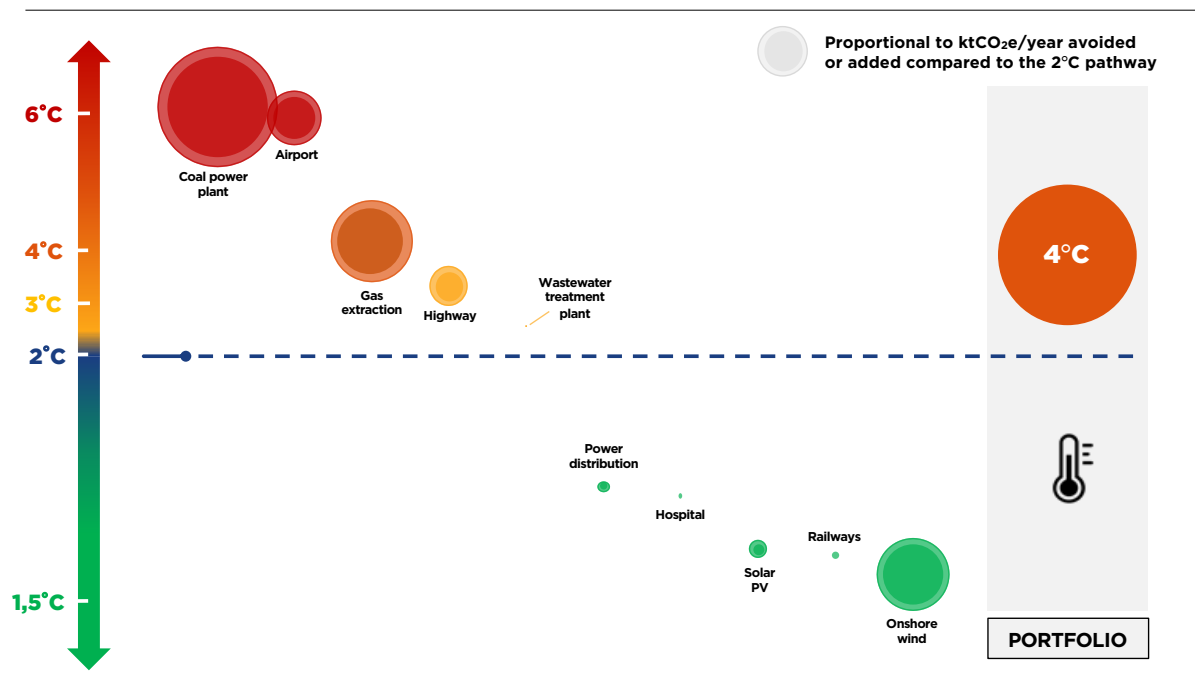 Proportional to ktCO₂e/year avoided
or added compared to the 2°C pathway
6°C
4°C
3°C
2°C
1,5°C
Coal power
plant
Airport
Gas
extraction
Highway
Wastewater
treatment
plant
Power
distribution
Hospital
Solar
PV
Railways
Onshore
wind
4°C
PORTFOLIO